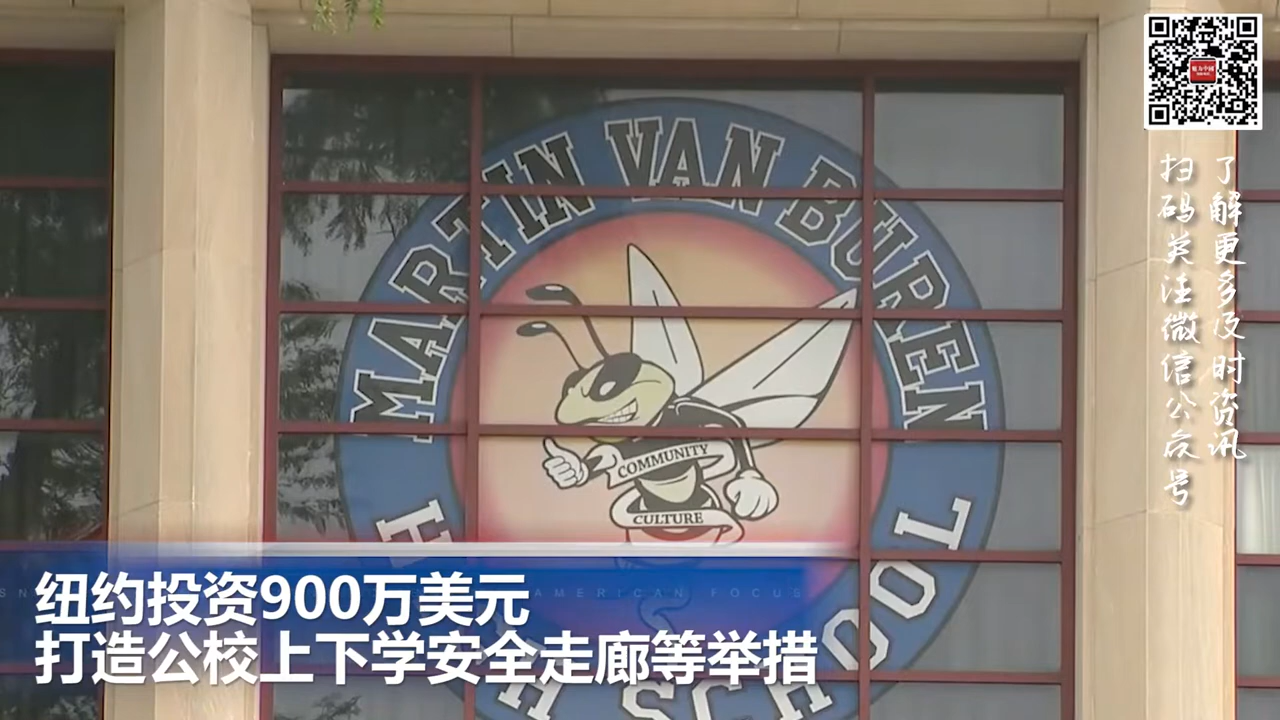 MARTIN VAN BUREN
H SCHOOL
COMMUNITY
CULTURE
了解更多及时资讯
扫码关注微信公众号
AMERICAN FOCUS
纽约投资900万美元
打造公校上下学安全走廊等举措